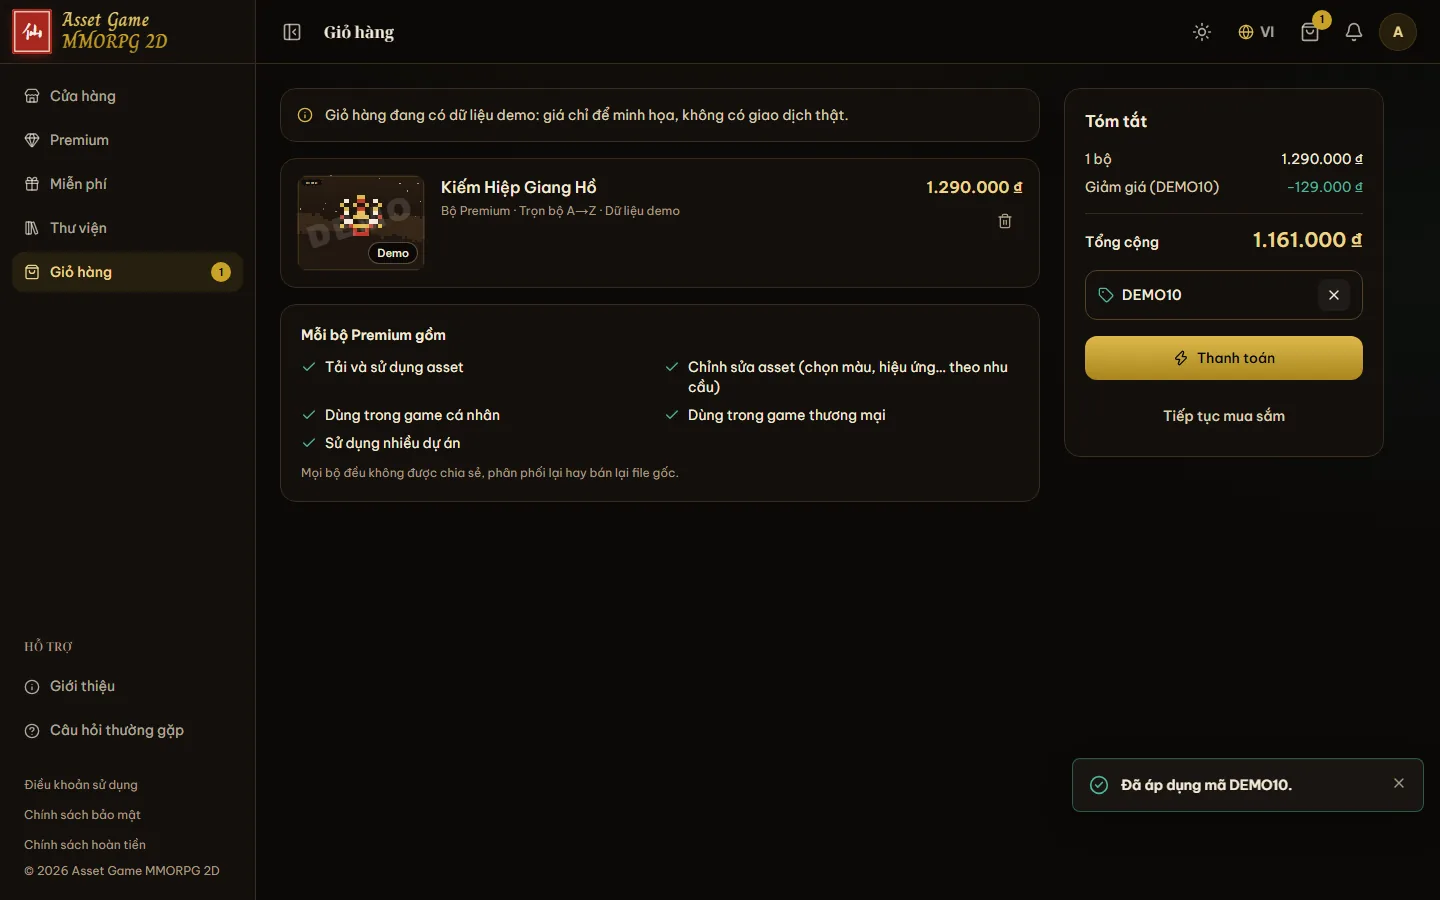 仙
Asset Game
MMORPG 2D
Cửa hàng
Premium
Miễn phí
Thư viện
Giỏ hàng
1
HỖ TRỢ
Giới thiệu
Câu hỏi thường gặp
Điều khoản sử dụng
Chính sách bảo mật
Chính sách hoàn tiền
© 2026 Asset Game MMORPG 2D
Giỏ hàng
VI
1
A
Giỏ hàng đang có dữ liệu demo: giá chỉ để minh họa, không có giao dịch thật.
DEMO
Demo
Kiếm Hiệp Giang Hồ
1.290.000 ₫
Bộ Premium · Trọn bộ A→Z · Dữ liệu demo
Mỗi bộ Premium gồm
Tải và sử dụng asset
Chỉnh sửa asset (chọn màu, hiệu ứng... theo nhu
cầu)
Dùng trong game cá nhân
Dùng trong game thương mại
Sử dụng nhiều dự án
Mọi bộ đều không được chia sẻ, phân phối lại hay bán lại file gốc.
Tóm tắt
1 bộ
1.290.000 ₫
Giảm giá (DEMO10)
-129.000 ₫
Tổng cộng
1.161.000 ₫
DEMO10
Thanh toán
Tiếp tục mua sắm
Đã áp dụng mã DEMO10.